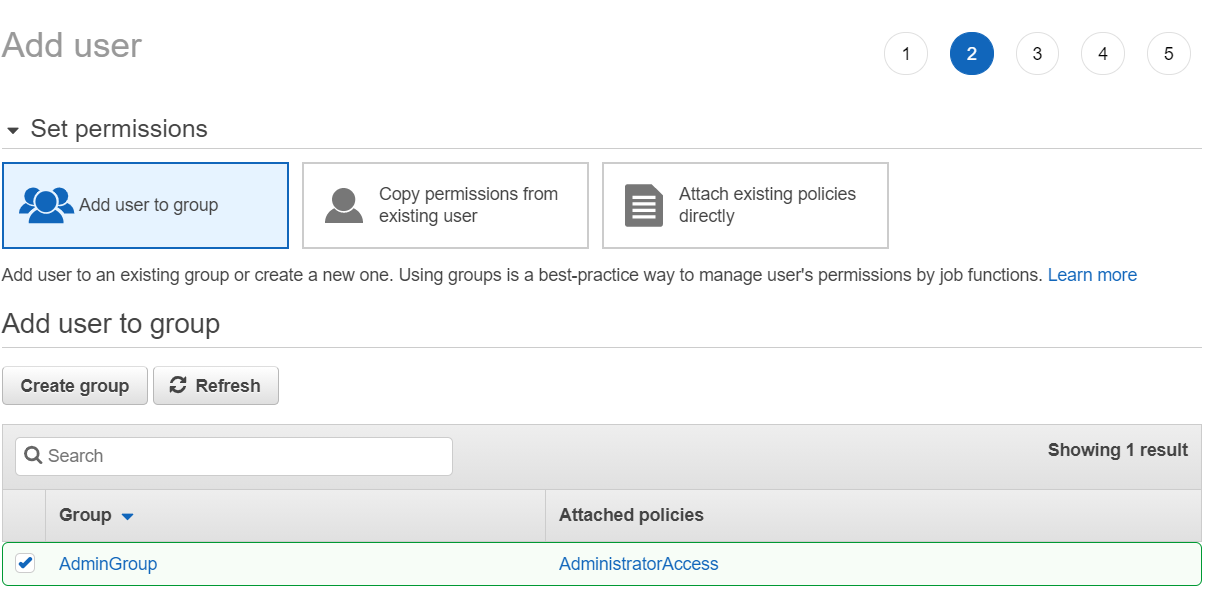 Add user
1 2 3 4 5
Set permissions
Add user to group
Copy permissions from
existing user
Attach existing policies
directly
Add user to an existing group or create a new one. Using groups is a best-practice way to manage user's permissions by job functions. Learn more
Add user to group
Create group Refresh
Search Showing 1 result
Group Attached policies
AdminGroup AdministratorAccess